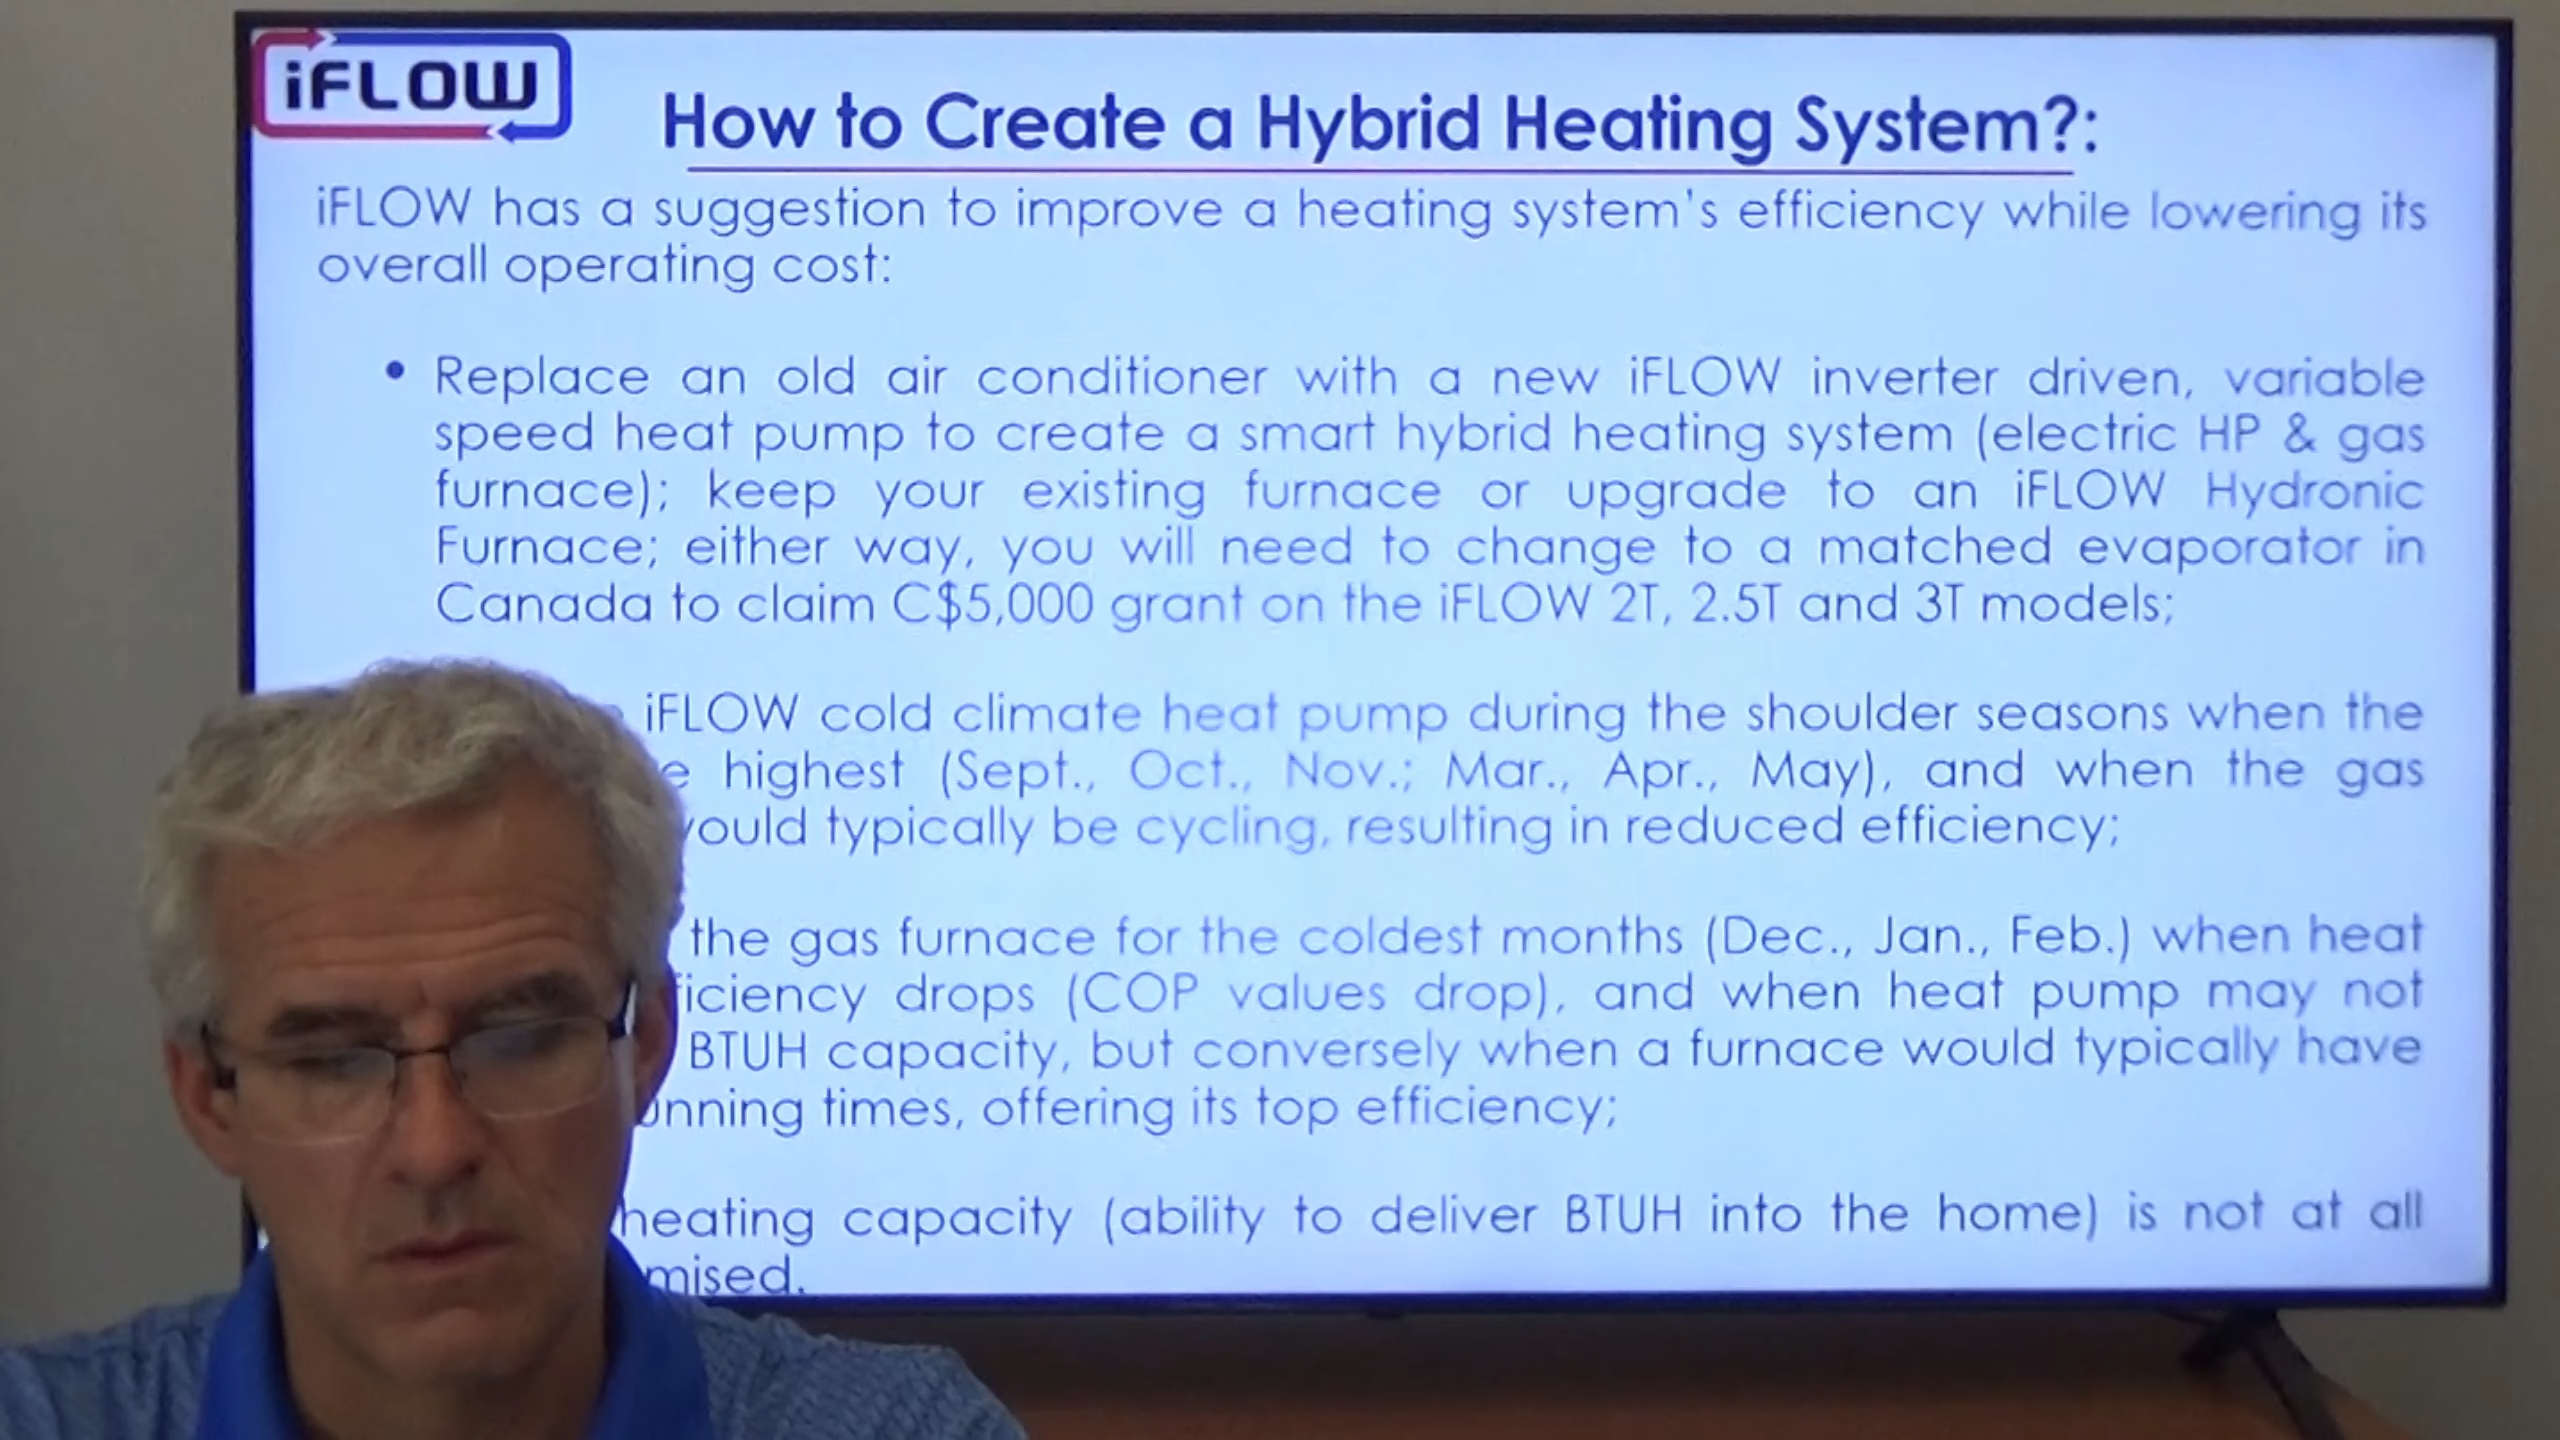 iFLOW
How to Create a Hybrid Heating System?:
iFLOW has a suggestion to improve a heating system's efficiency while lowering its
overall operating cost:
• Replace an old air conditioner with a new iFLOW inverter driven, variable
speed heat pump to create a smart hybrid heating system (electric HP & gas
furnace); keep your existing furnace or upgrade to an iFLOW Hydronic
Furnace; either way, you will need to change to a matched evaporator in
Canada to claim C$5,000 grant on the iFLOW 2T, 2.5T and 3T models;
iFLOW cold climate heat pump during the shoulder seasons when the
highest (Sept., Oct., Nov.; Mar., Apr., May), and when the gas
typically be cycling, resulting in reduced efficiency;
the gas furnace for the coldest months (Dec., Jan., Feb.) when heat
drops (COP values drop), and when heat pump may not
BTUH capacity, but conversely when a furnace would typically have
times, offering its top efficiency;
heating capacity (ability to deliver BTUH into the home) is not at all